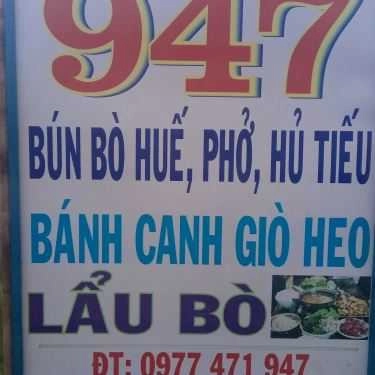 947
BÚN BÒ HUẾ, PHỞ, HỦ TIẾU
BÁNH CANH GIÒ HEO
LẨU BÒ
ĐT: 0977 471 947